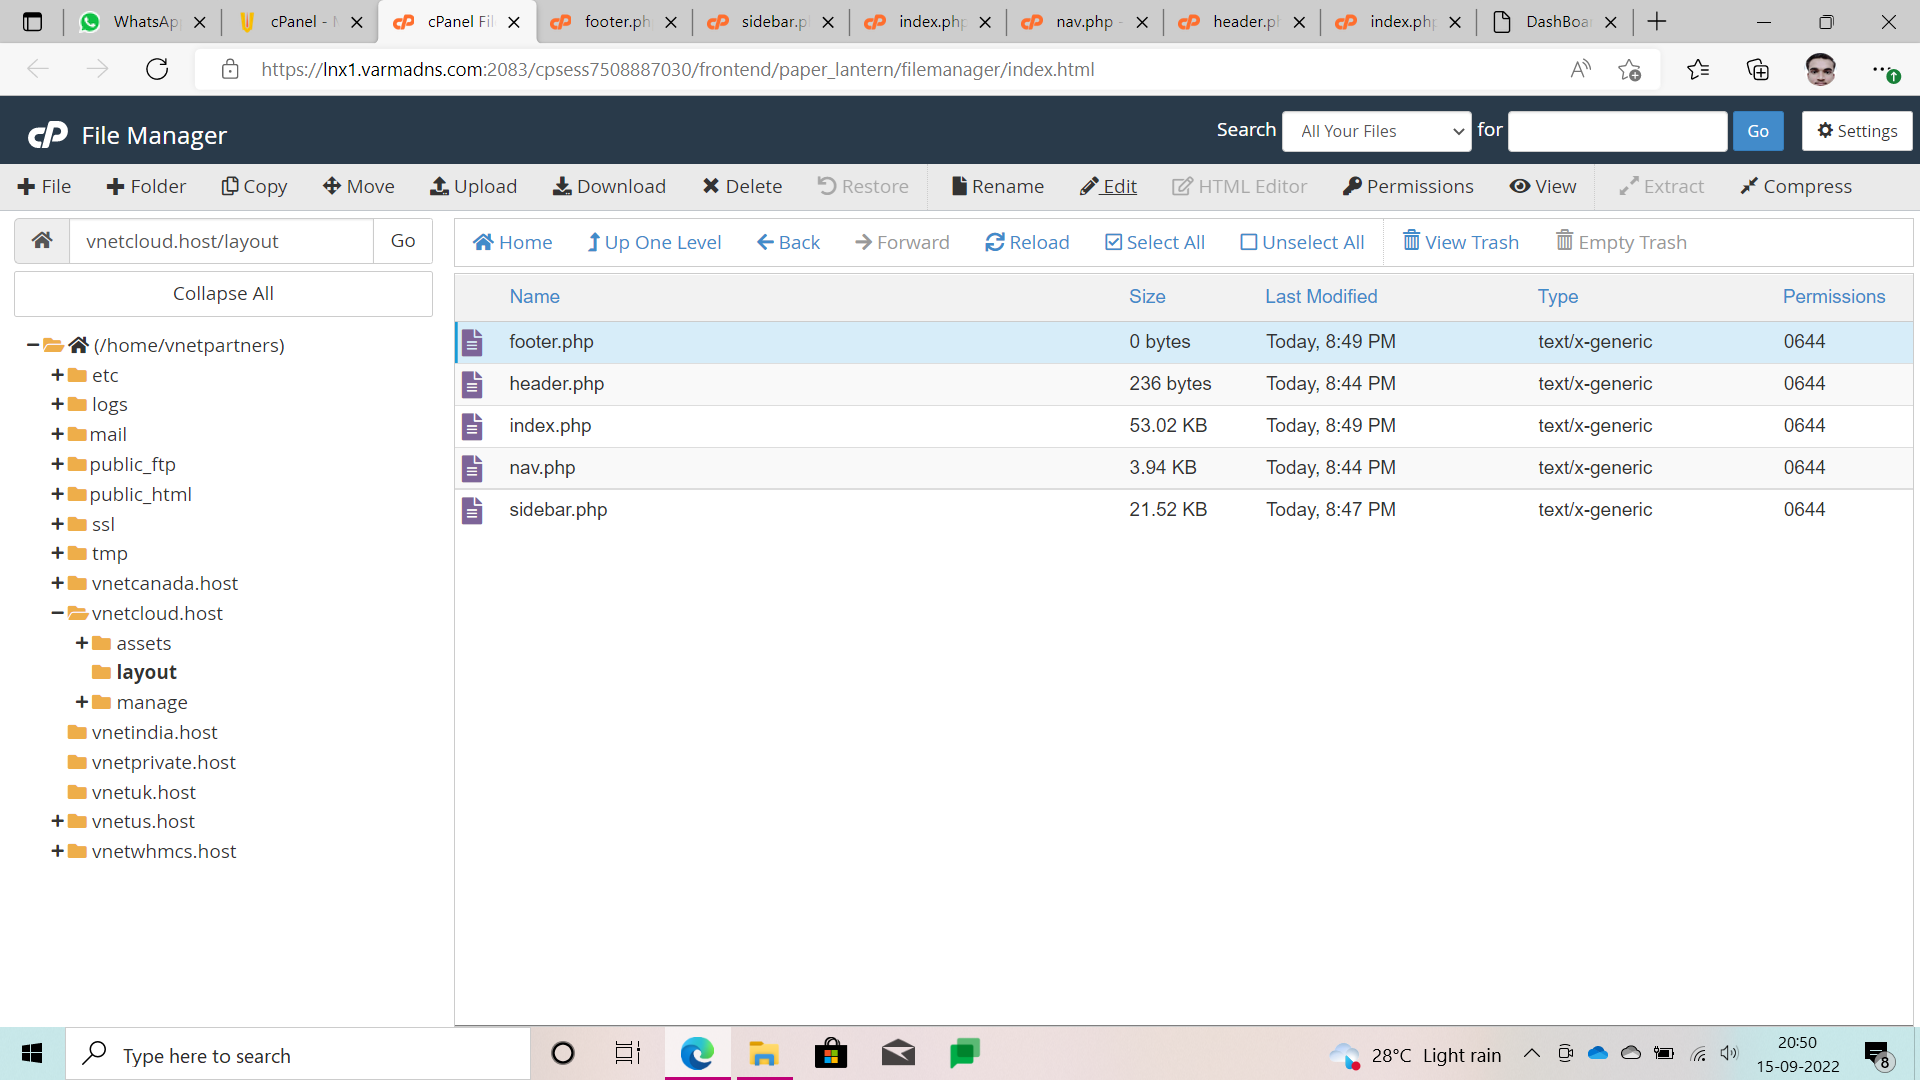 WhatsAp
cPanel -
cPanel Fil
footer.ph
sidebar.p
index.php
nav.php -
header.ph
index.php
DashBoa
https://lnx1.varmadns.com:2083/cpsess7508887030/frontend/paper_lantern/filemanager/index.html
cP File Manager
Search All Your Files for Go Settings
File Folder Copy Move Upload Download Delete Restore Rename Edit HTML Editor Permissions View Extract Compress
vnetcloud.host/layout Go
Home Up One Level Back Forward Reload Select All Unselect All View Trash Empty Trash
Collapse All
(/home/vnetpartners)
etc
logs
mail
public_ftp
public_html
ssl
tmp
vnetcanada.host
vnetcloud.host
assets
layout
manage
vnetindia.host
vnetprivate.host
vnetuk.host
vnetus.host
vnetwhmcs.host
Name Size Last Modified Type Permissions
footer.php 0 bytes Today, 8:49 PM text/x-generic 0644
header.php 236 bytes Today, 8:44 PM text/x-generic 0644
index.php 53.02 KB Today, 8:49 PM text/x-generic 0644
nav.php 3.94 KB Today, 8:44 PM text/x-generic 0644
sidebar.php 21.52 KB Today, 8:47 PM text/x-generic 0644
Type here to search
28°C Light rain
20:50
15-09-2022
8